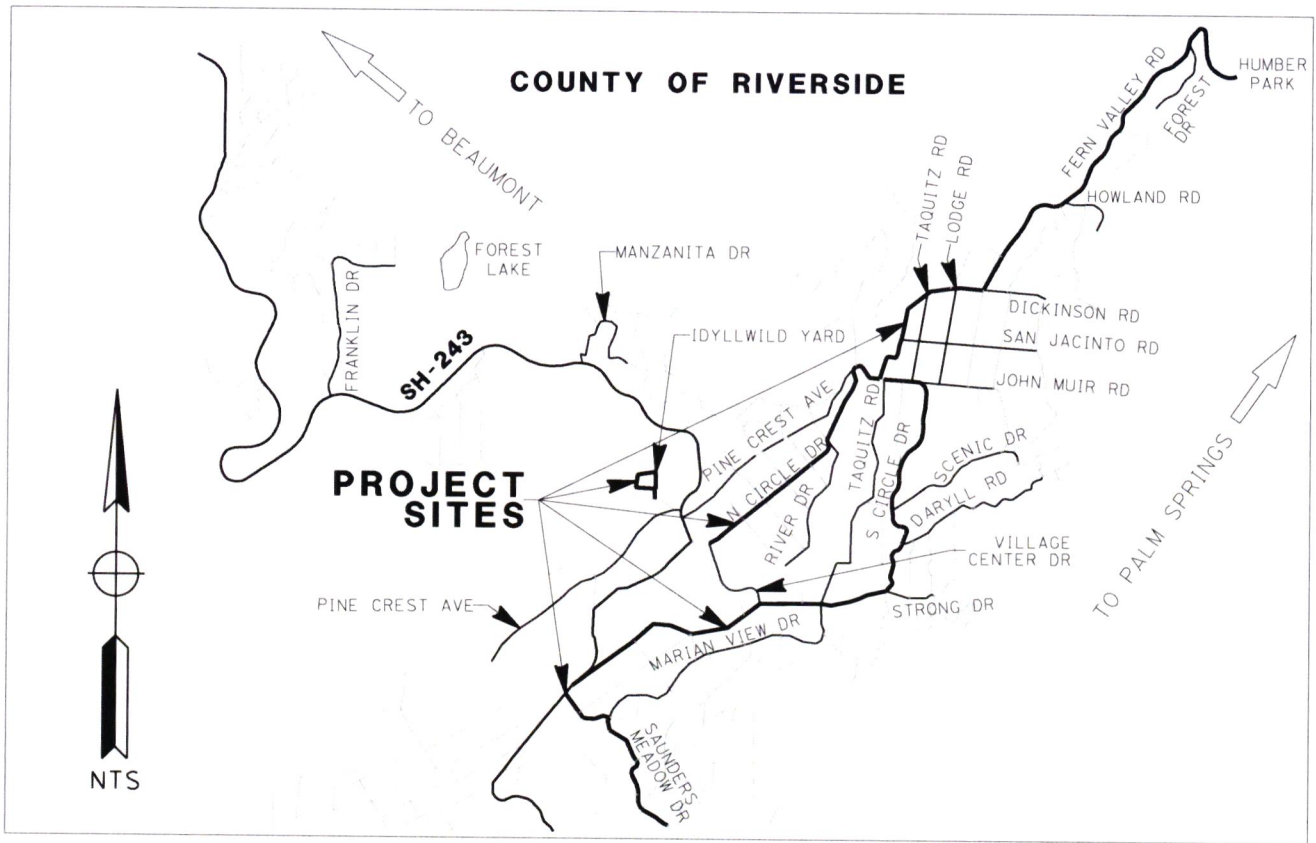 COUNTY OF RIVERSIDE
HUMBER
PARK
FERN VALLEY RD
FOREST
DR
TO BEAUMONT
TAQUITZ RD
LODGE RD
HOWLAND RD
FOREST
LAKE
MANZANITA DR
FRANKLIN DR
SH-243
IDYLLWILD YARD
DICKINSON RD
SAN JACINTO RD
JOHN MUIR RD
PINE CREST AVE
N CIRCLE DR
RIVER DR
TAQUITZ RD
S CIRCLE DR
SCENIC DR
DARYLL RD
PROJECT
SITES
VILLAGE
CENTER DR
TO PALM SPRINGS
PINE CREST AVE
STRONG DR
MARIAN VIEW DR
SAUNDERS
MEADOW DR
NTS